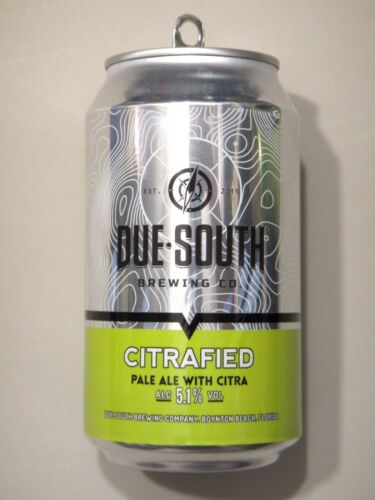 EST. 2011
DUE·SOUTH
BREWING CO.
CITRAFIED
PALE ALE WITH CITRA
ALC 5.1% VOL
DUE SOUTH BREWING COMPANY, BOYNTON BEACH, FLORIDA